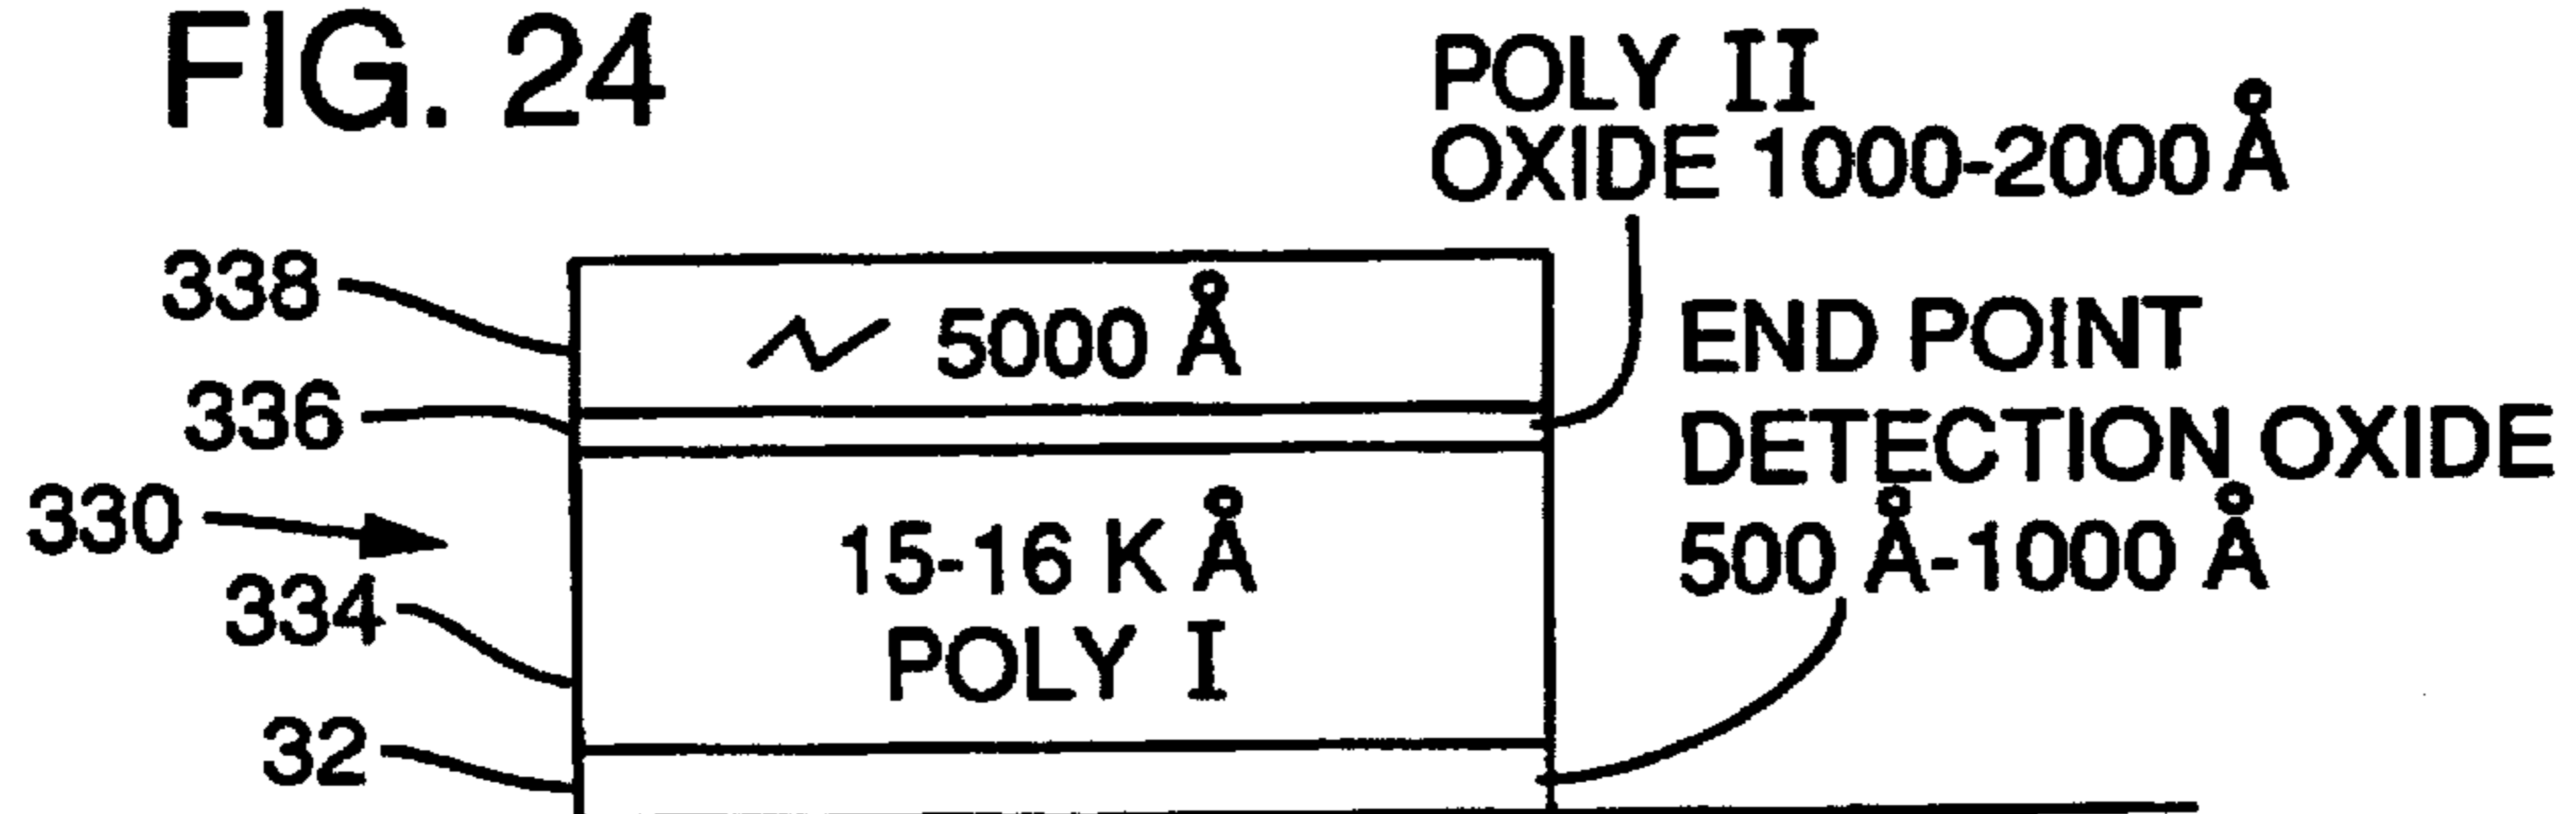 FIG. 24
POLY II
OXIDE 1000-2000 Å
338
5000 Å
END POINT
336
DETECTION OXIDE
330
15-16 K Å
500 Å-1000 Å
334
POLY I
32